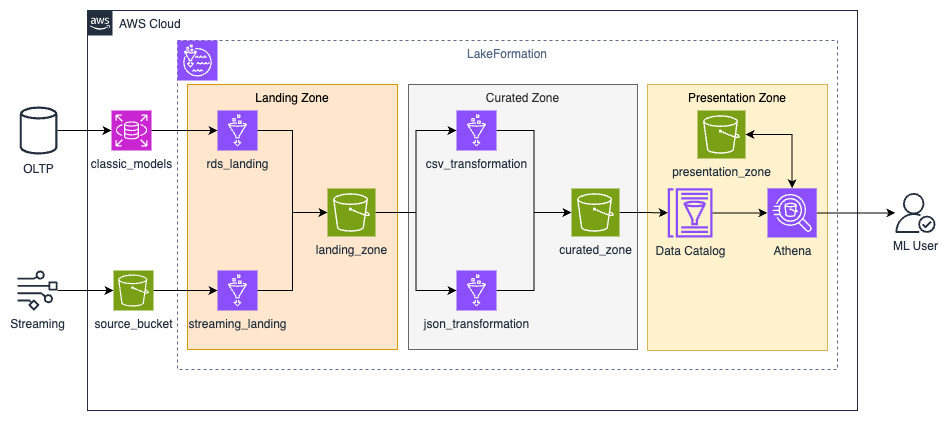 aws
AWS Cloud
LakeFormation
Landing Zone
Curated Zone
Presentation Zone
OLTP
classic_models
rds_landing
csv_transformation
presentation_zone
landing_zone
curated_zone
Data Catalog
Athena
ML User
Streaming
source_bucket
streaming_landing
json_transformation